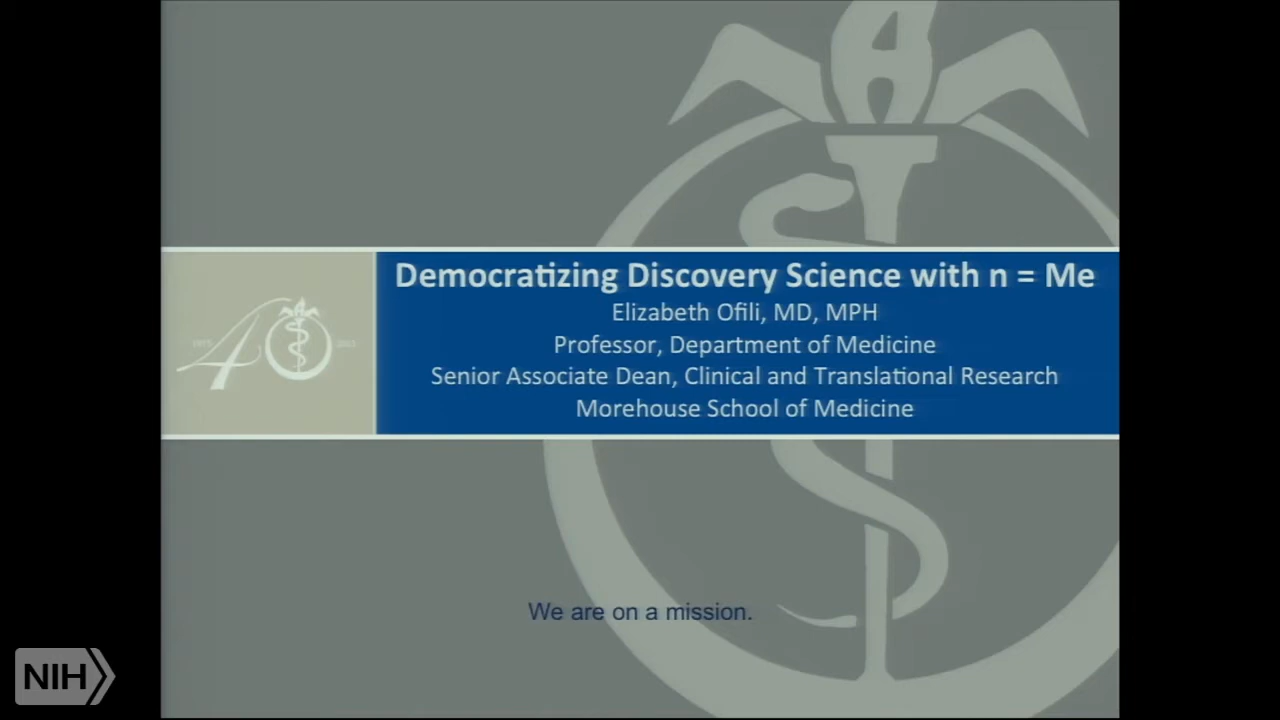 Democratizing Discovery Science with n = Me
Elizabeth Ofili, MD, MPH
Professor, Department of Medicine
Senior Associate Dean, Clinical and Translational Research
Morehouse School of Medicine
40
We are on a mission.
NIH